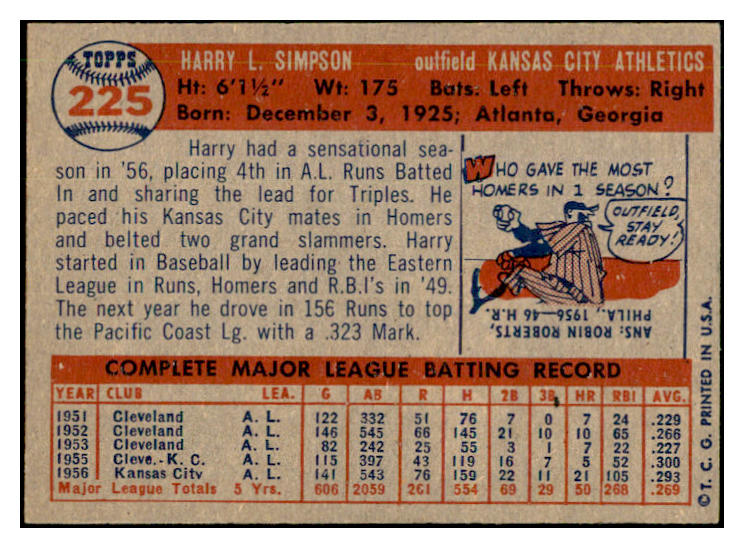 TOPPS
225
HARRY L. SIMPSON outfield KANSAS CITY ATHLETICS
Ht: 6'1½" Wt: 175 Bats: Left Throws: Right
Born: December 3, 1925; Atlanta, Georgia
Harry had a sensational sea-
son in '56, placing 4th in A.L. Runs Batted
In and sharing the lead for Triples. He
paced his Kansas City mates in Homers
and belted two grand slammers. Harry
started in Baseball by leading the Eastern
League in Runs, Homers and R.B.I's in '49.
The next year he drove in 156 Runs to top
the Pacific Coast Lg. with a .323 Mark.
WHO GAVE THE MOST
HOMERS IN 1 SEASON?
OUTFIELD,
STAY
READY!
ANS: ROBIN ROBERTS,
PHILA., 1956—46 H.R.
COMPLETE MAJOR LEAGUE BATTING RECORD
YEAR CLUB LEA. G AB R H 2B 3B HR RBI AVG.
1951 Cleveland A. L. 122 332 51 76 7 0 7 24 .229
1952 Cleveland A. L. 146 545 66 145 21 10 10 65 .266
1953 Cleveland A. L. 82 242 25 55 3 1 7 22 .227
1955 Cleve.-K. C. A. L. 115 397 43 119 16 7 5 52 .300
1956 Kansas City A. L. 141 543 76 159 22 11 21 105 .293
Major League Totals 5 Yrs. 606 2059 261 554 69 29 50 268 .269
© T. C. G. PRINTED IN U.S.A.